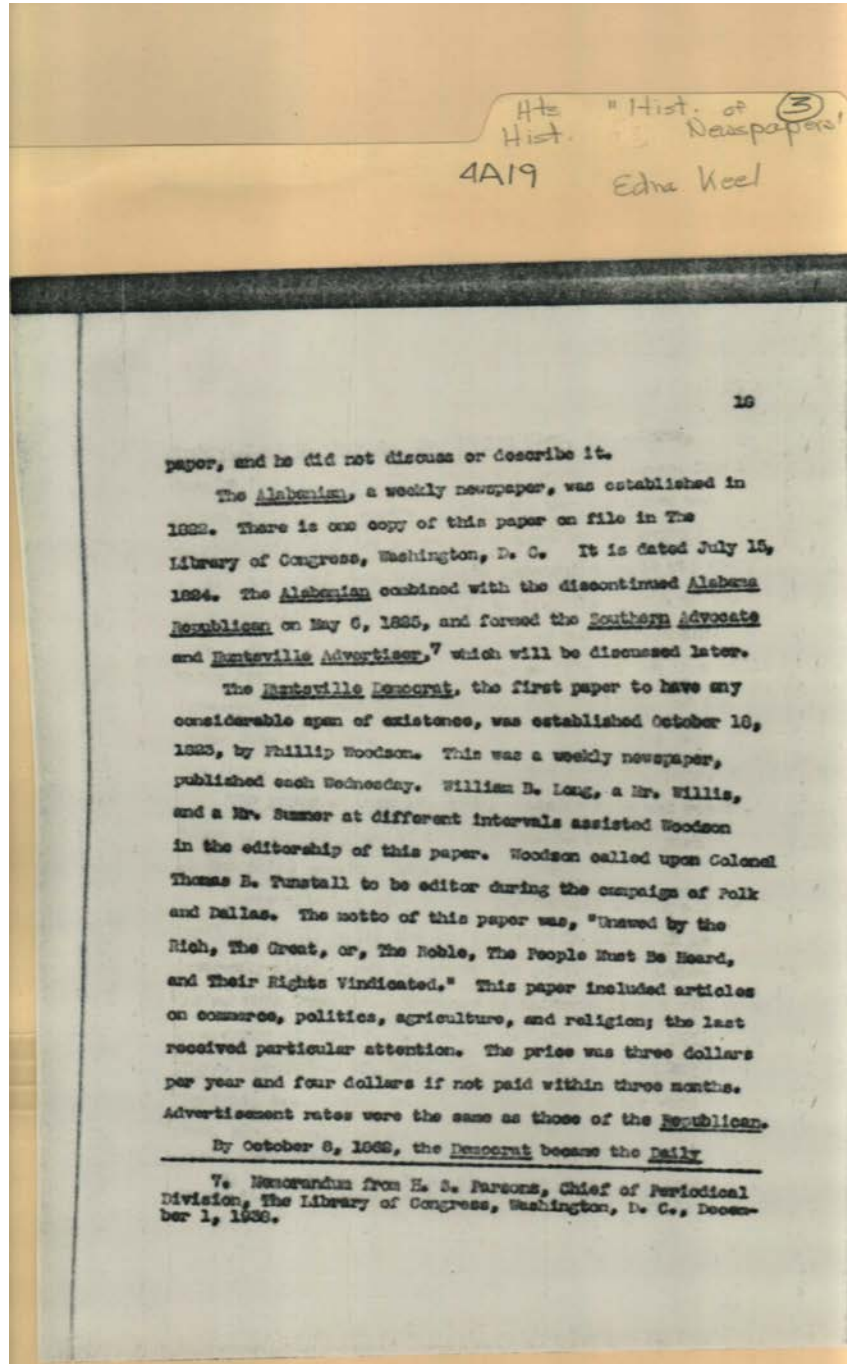 Hts "Hist. of ③
Hist. Newspapers"
4A19 Edna Keel
18
paper, and he did not discuss or describe it.
The Alabamian, a weekly newspaper, was established in
1822. There is one copy of this paper on file in The
Library of Congress, Washington, D. C. It is dated July 15,
1824. The Alabamian combined with the discontinued Alabama
Republican on May 6, 1825, and formed the Southern Advocate
and Huntsville Advertiser,7 which will be discussed later.
The Huntsville Democrat, the first paper to have any
considerable span of existence, was established October 18,
1823, by Phillip Woodson. This was a weekly newspaper,
published each Wednesday. William B. Long, a Mr. Willis,
and a Mr. Sumner at different intervals assisted Woodson
in the editorship of this paper. Woodson called upon Colonel
Thomas B. Tunstall to be editor during the campaign of Polk
and Dallas. The motto of this paper was, "Unawed by the
Rich, The Great, or, The Noble, The People Must Be Heard,
and Their Rights Vindicated." This paper included articles
on commerce, politics, agriculture, and religion; the last
received particular attention. The price was three dollars
per year and four dollars if not paid within three months.
Advertisement rates were the same as those of the Republican.
By October 8, 1862, the Democrat became the Daily
7. Memorandum from H. S. Parsons, Chief of Periodical
Division, The Library of Congress, Washington, D. C., Decem-
ber 1, 1938.